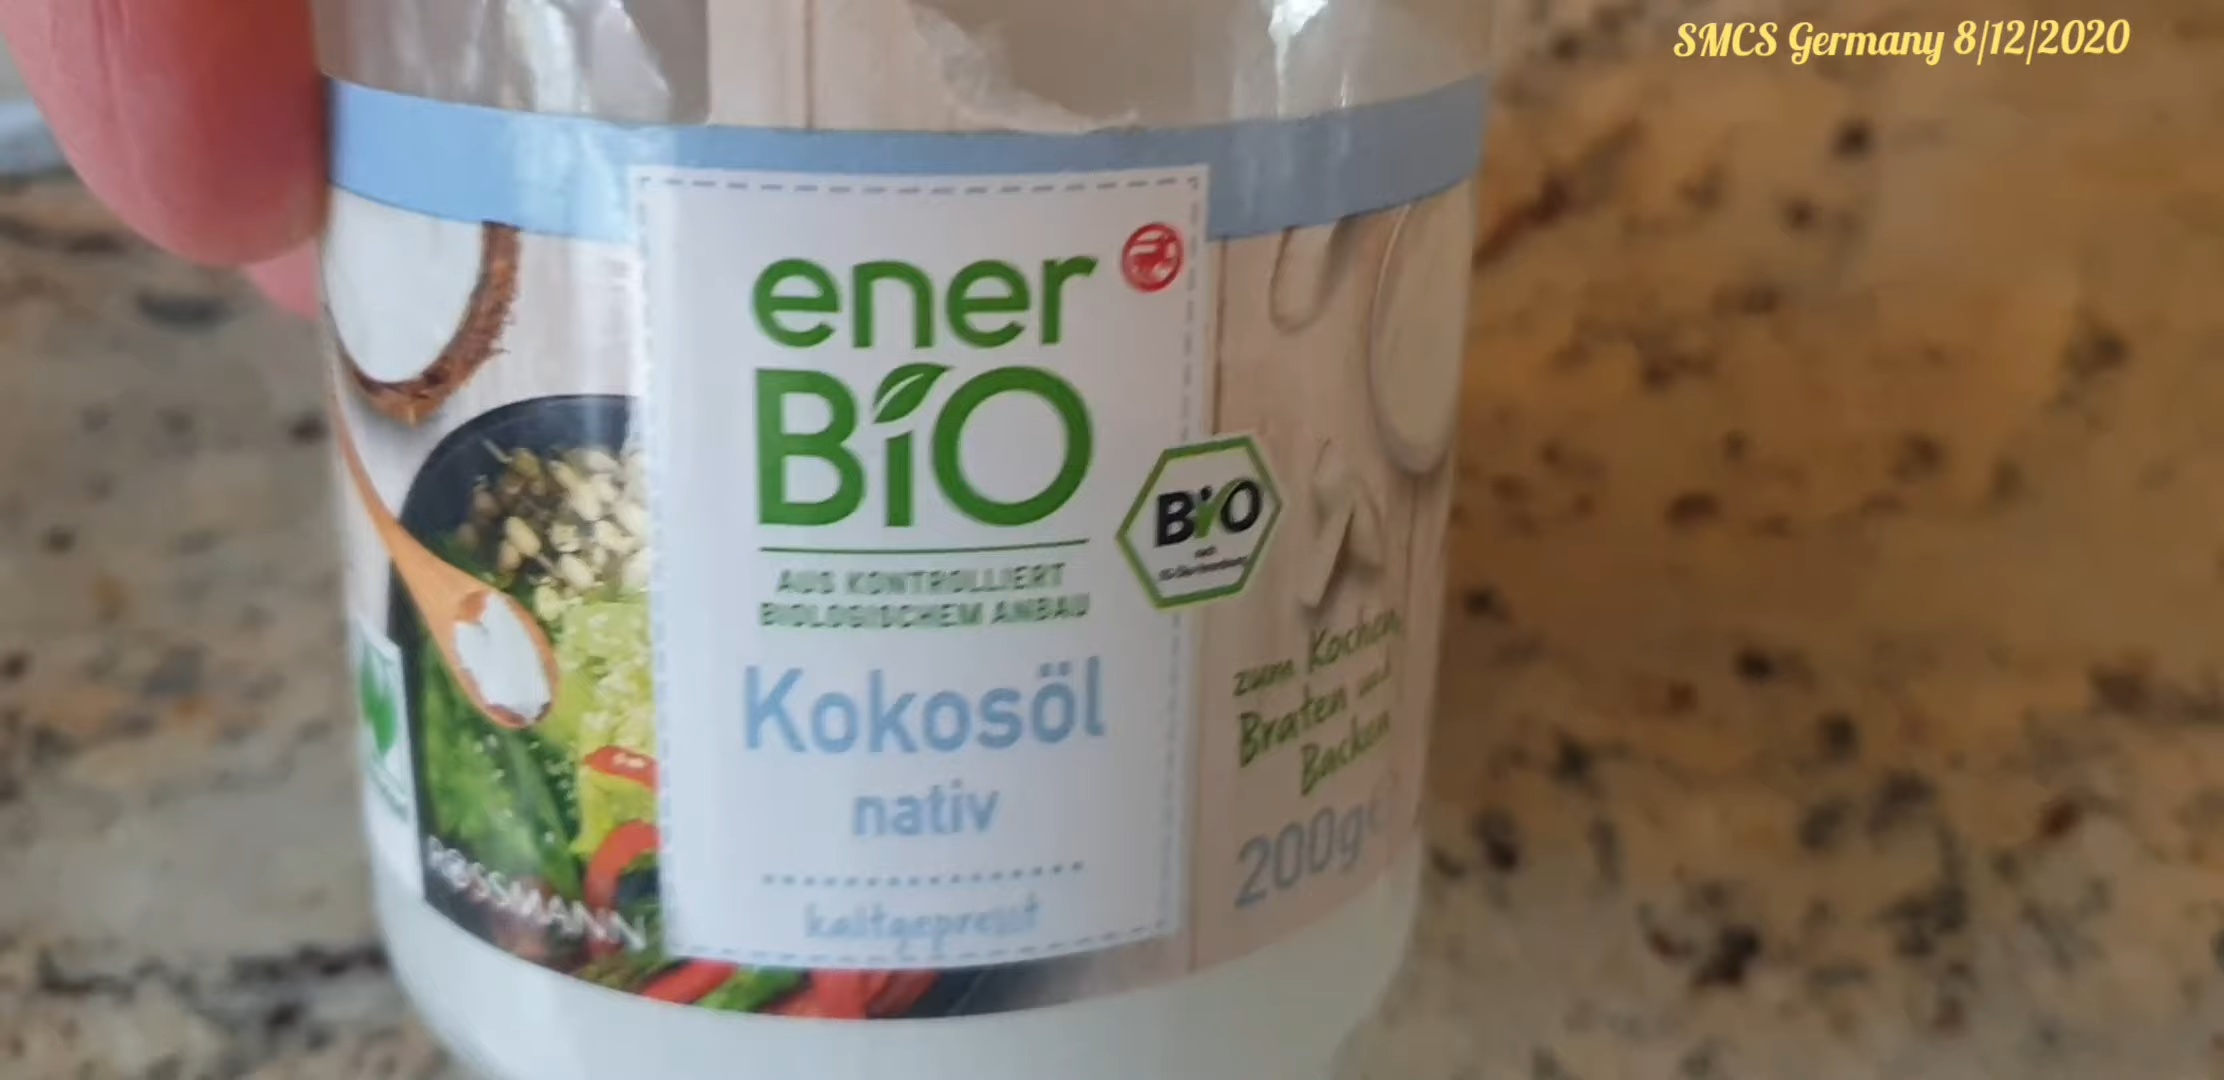 SMCS Germany 8/12/2020
ener
BiO
AUS KONTROLLIERT
BIOLOGISCHEM ANBAU
BiO
Kokosöl
nativ
kaltgepresst
zum Kochen,
Braten und
Backen
200g
ROSSMANN